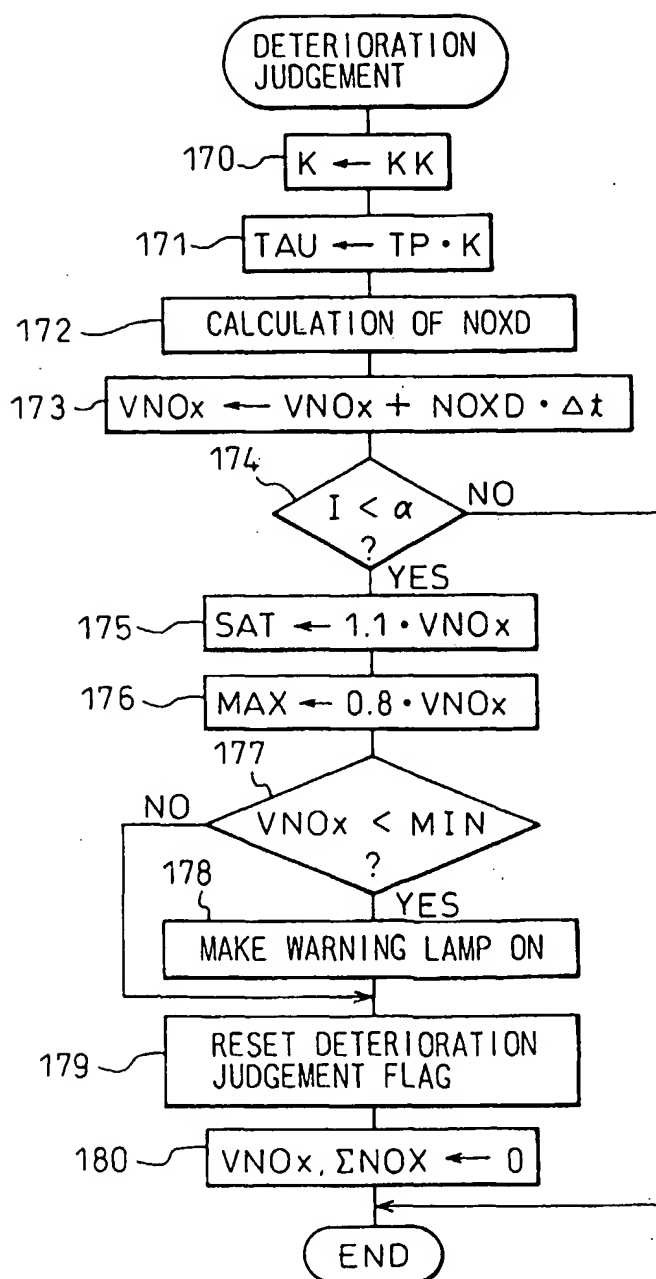 DETERIORATION
JUDGEMENT
170
K ← KK
171
TAU ← TP・K
172
CALCULATION OF NOXD
173
VNOx ← VNOx + NOXD・Δt
174
I < α
?
NO
YES
175
SAT ← 1.1・VNOx
176
MAX ← 0.8・VNOx
177
NO
VNOx < MIN
?
178
YES
MAKE WARNING LAMP ON
179
RESET DETERIORATION
JUDGEMENT FLAG
180
VNOx, ΣNOX ← 0
END